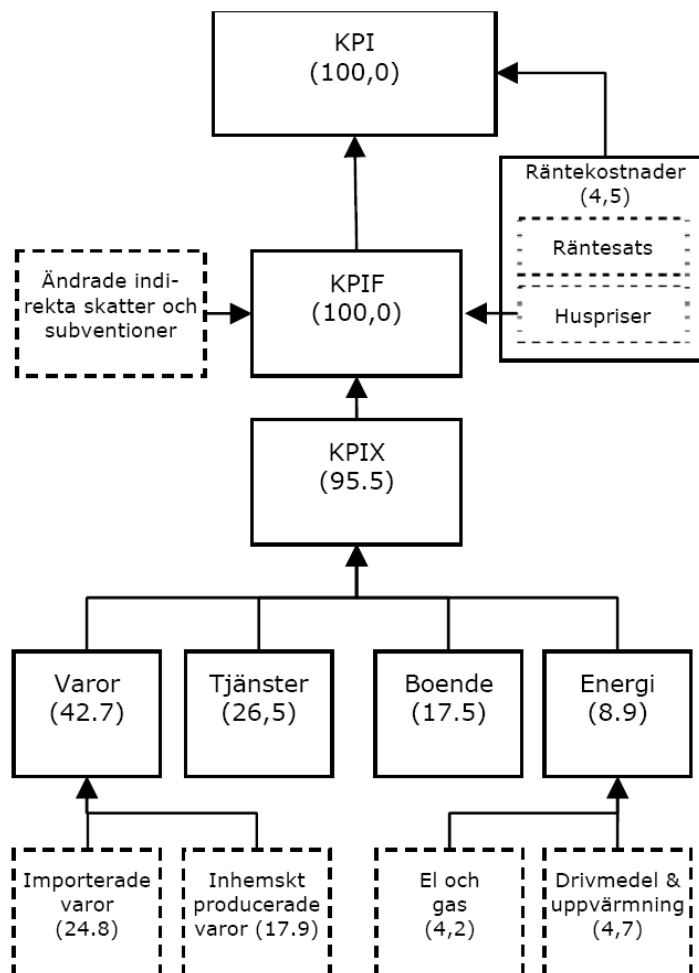 KPI
(100,0)
Räntekostnader
(4,5)
Räntesats
Huspriser
Ändrade indi-
rekta skatter och
subventioner
KPIF
(100,0)
KPIX
(95.5)
Varor
(42.7)
Tjänster
(26,5)
Boende
(17.5)
Energi
(8.9)
Importerade
varor
(24.8)
Inhemskt
producerade
varor (17.9)
El och
gas
(4,2)
Drivmedel &
uppvärmning
(4,7)